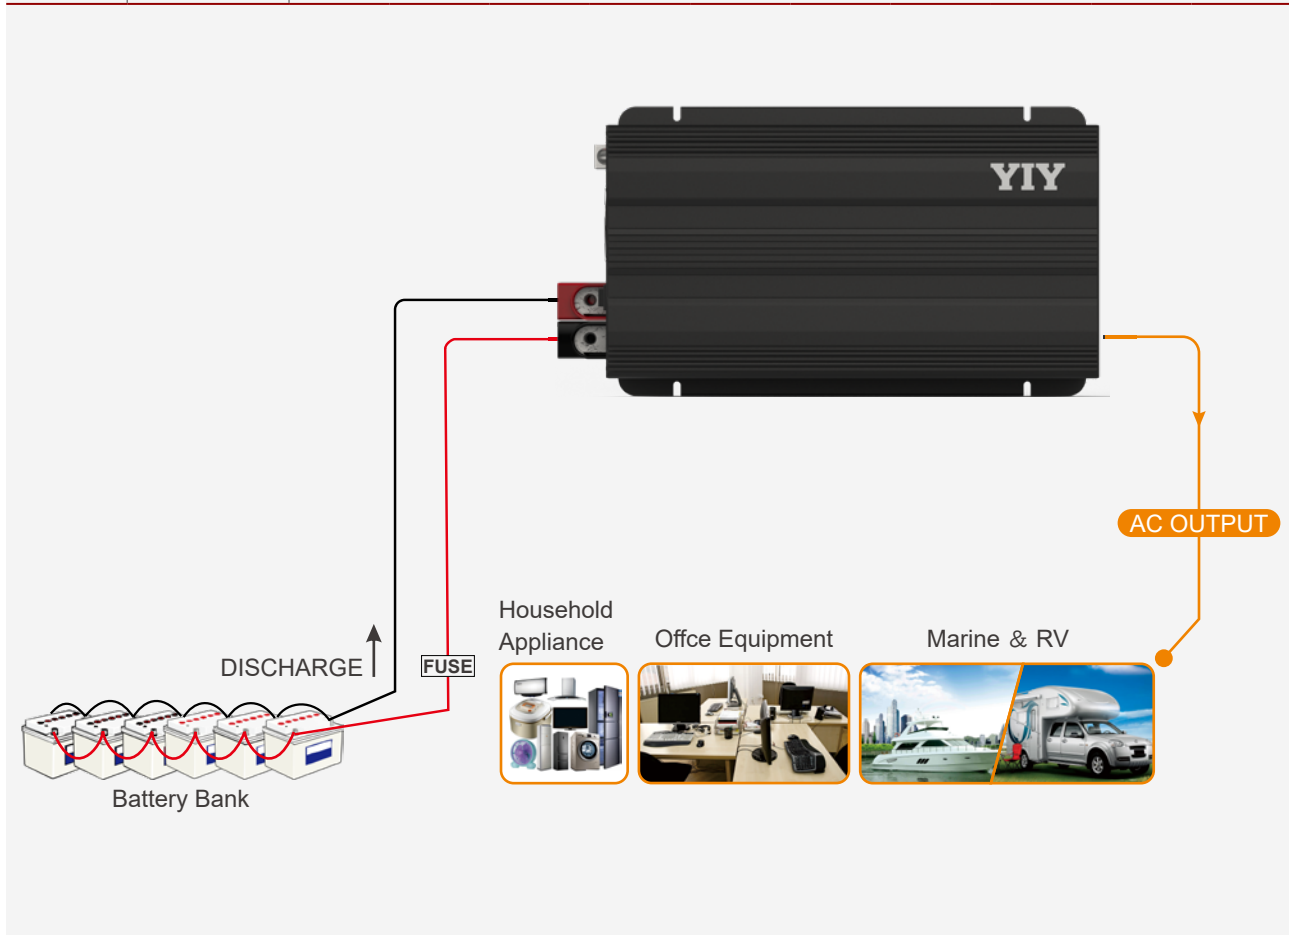 YIY
AC OUTPUT
Household
Appliance
Offce Equipment
Marine & RV
DISCHARGE
FUSE
Battery Bank